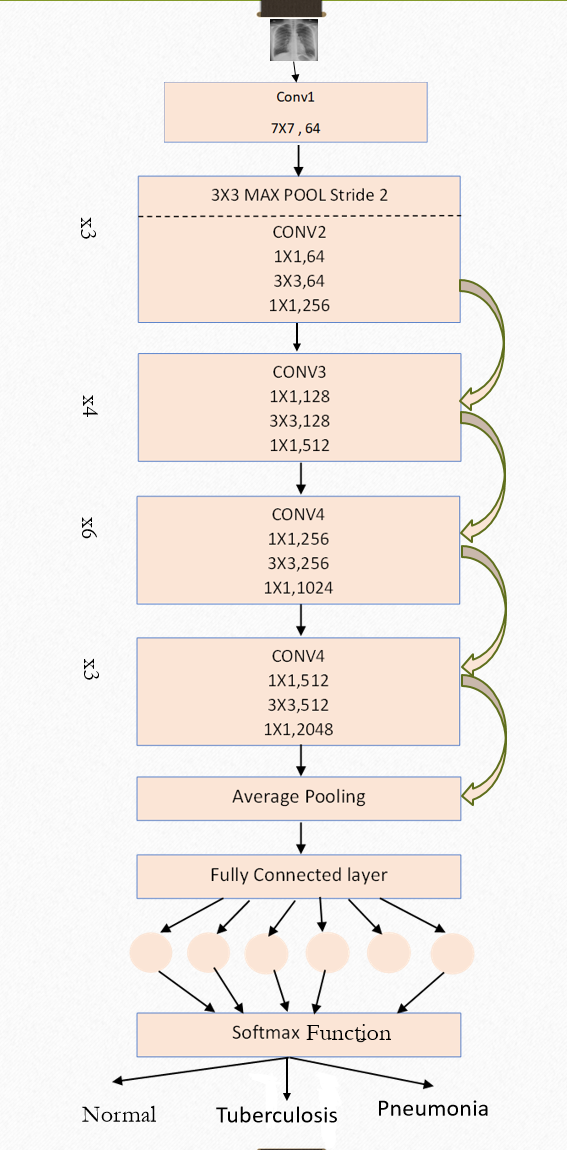 Conv1
7X7 , 64
3X3 MAX POOL Stride 2
x3
CONV2
1X1,64
3X3,64
1X1,256
x4
CONV3
1X1,128
3X3,128
1X1,512
x6
CONV4
1X1,256
3X3,256
1X1,1024
x3
CONV4
1X1,512
3X3,512
1X1,2048
Average Pooling
Fully Connected layer
Softmax Function
Normal
Tuberculosis
Pneumonia